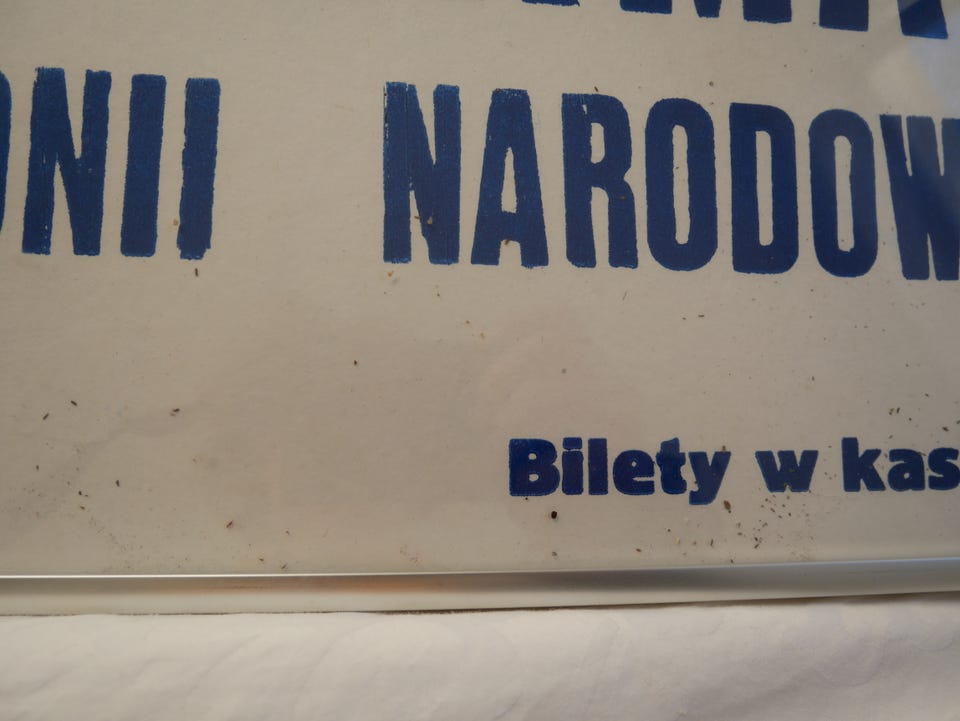 ONII NARODOW
Bilety w kas